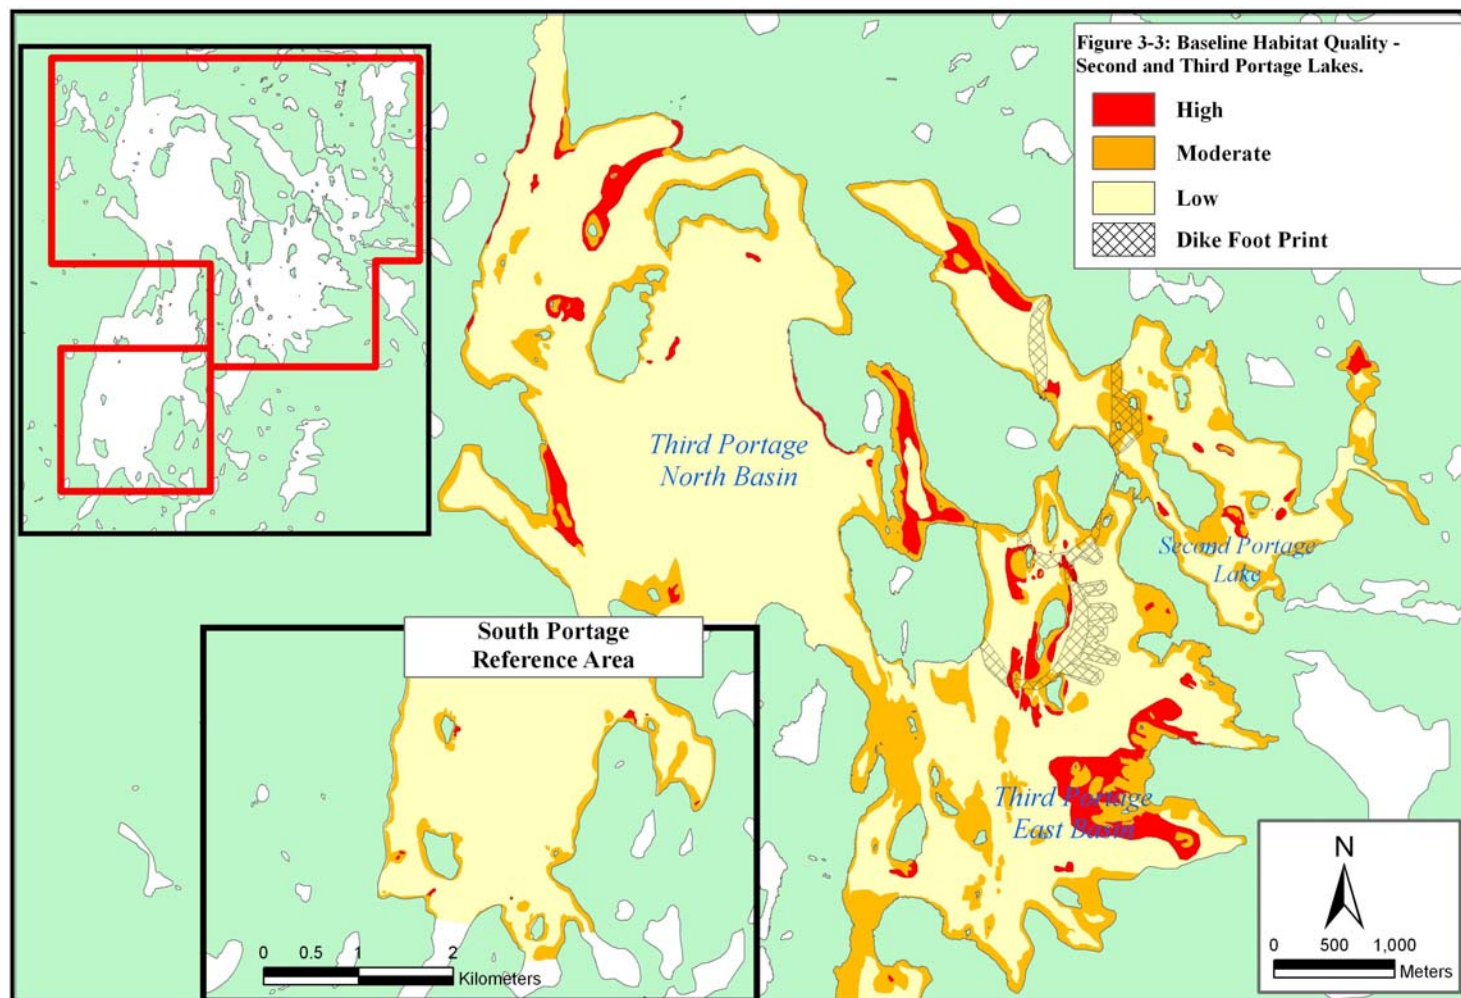 Figure 3-3: Baseline Habitat Quality -
Second and Third Portage Lakes.
High
Moderate
Low
Dike Foot Print
Third Portage
North Basin
Second Portage
Lake
South Portage
Reference Area
Third Portage
East Basin
0 0.5 1 2
Kilometers
N
0 500 1,000
Meters